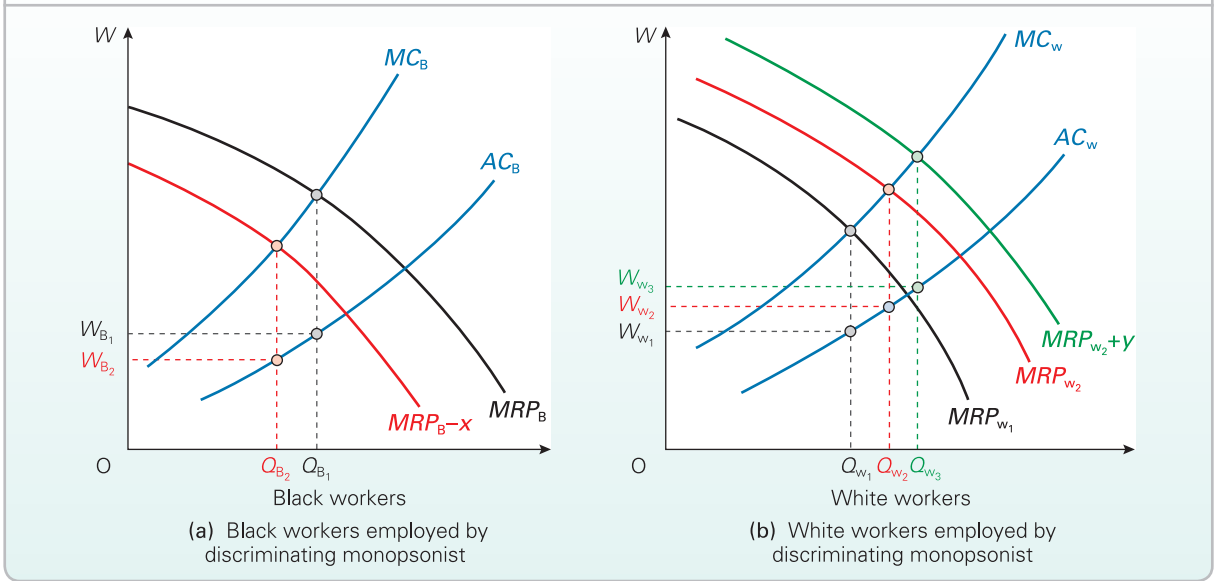 W
MC_B
AC_B
W_B₁
W_B₂
MRP_B
MRP_B–x
O
Q_B₂
Q_B₁
Black workers
(a) Black workers employed by
discriminating monopsonist
W
MC_w
AC_w
W_w₃
W_w₂
W_w₁
MRP_w₂+y
MRP_w₂
MRP_w₁
O
Q_w₁
Q_w₂
Q_w₃
White workers
(b) White workers employed by
discriminating monopsonist